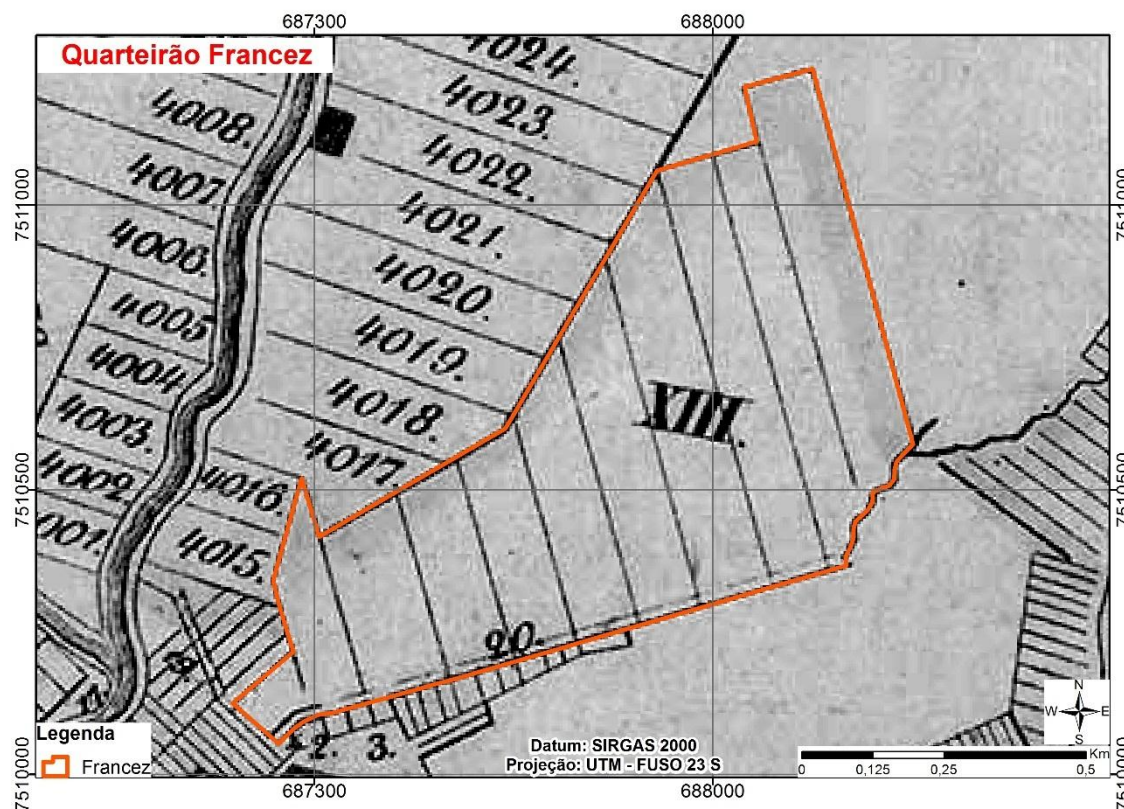 687300 688000
Quarteirão Francez
4024.
4008. 4023.
4007. 4022.
7511000 7511000
4006. 4021.
4005 4020.
4004 4019.
4003. 4018.
XIII.
4002. 4016. 4017.
7510500 7510500
001. 4015.
20.
2. 3.
N
W E
S
Legenda
Francez
Datum: SIRGAS 2000
Projeção: UTM - FUSO 23 S
Km
0 0,125 0,25 0,5
7510000 7510000
687300 688000